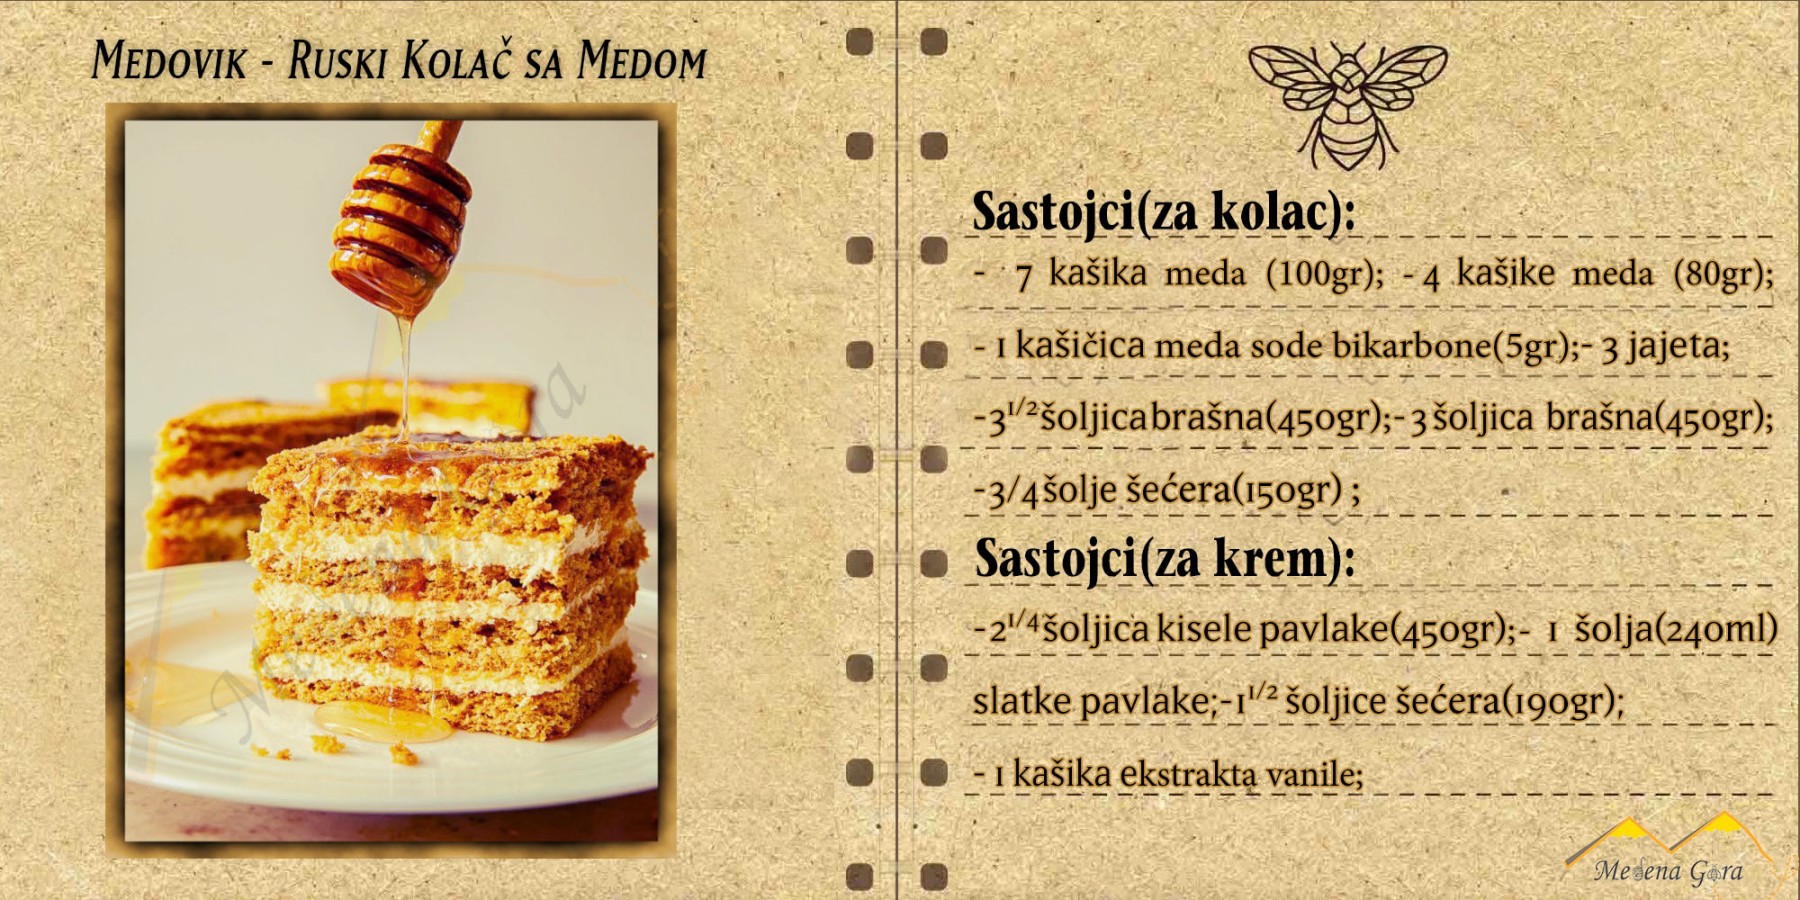 Medovik - Ruski Kolač sa Medom
Sastojci(za kolac):
- 7 kašika meda (100gr); - 4 kašike meda (80gr);
- 1 kašičica meda sode bikarbone(5gr);- 3 jajeta;
-3 1/2 šoljica brašna(450gr);- 3 šoljica brašna(450gr);
-3/4 šolje šećera(150gr) ;
Sastojci(za krem):
-2 1/4 šoljica kisele pavlake(450gr);- 1 šolja(240ml)
slatke pavlake;-1 1/2 šoljice šećera(190gr);
- 1 kašika ekstrakta vanile;
Medena Gora